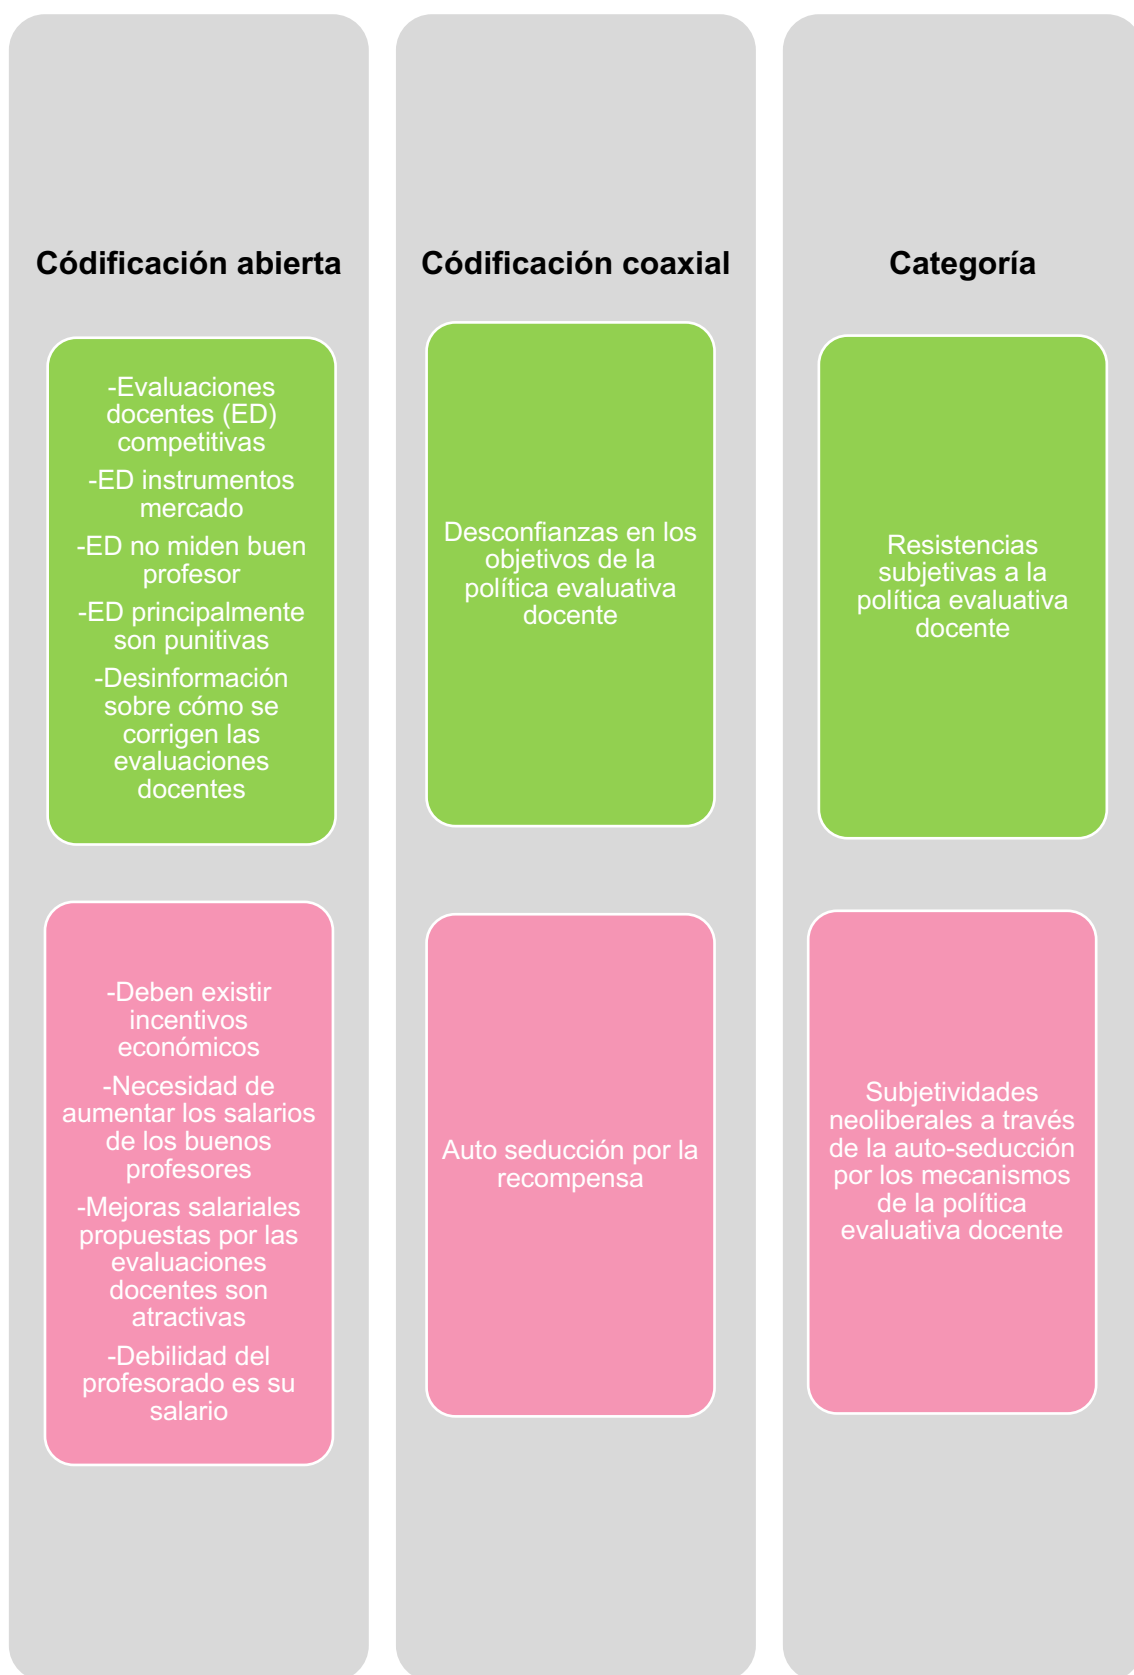 Códificación abierta
-Evaluaciones
docentes (ED)
competitivas
-ED instrumentos
mercado
-ED no miden buen
profesor
-ED principalmente
son punitivas
-Desinformación
sobre cómo se
corrigen las
evaluaciones
docentes
-Deben existir
incentivos
económicos
-Necesidad de
aumentar los salarios
de los buenos
profesores
-Mejoras salariales
propuestas por las
evaluaciones
docentes son
atractivas
-Debilidad del
profesorado es su
salario
Códificación coaxial
Desconfianzas en los
objetivos de la
política evaluativa
docente
Auto seducción por la
recompensa
Categoría
Resistencias
subjetivas a la
política evaluativa
docente
Subjetividades
neoliberales a través
de la auto-seducción
por los mecanismos
de la política
evaluativa docente